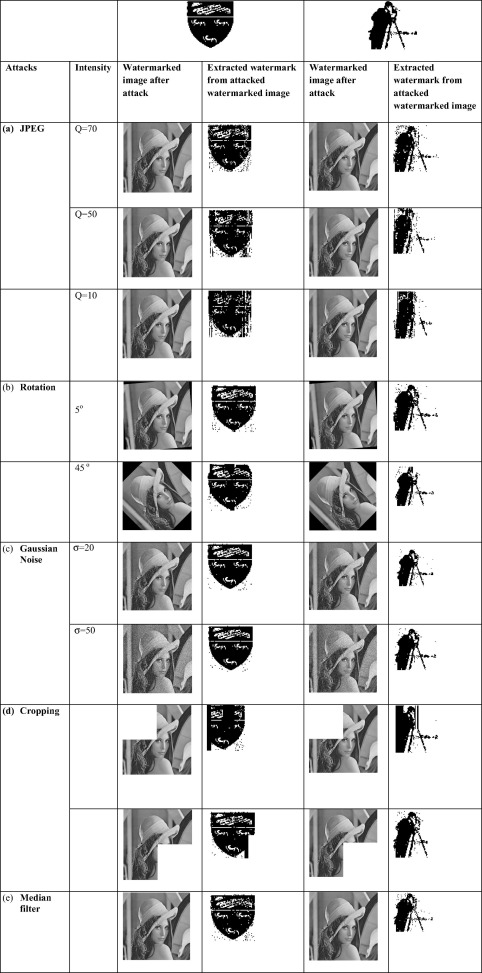 Attacks Intensity Watermarked image after attack Extracted watermark from attacked watermarked image Watermarked image after attack Extracted watermark from attacked watermarked image
(a) JPEG Q=70
Q=50
Q=10
(b) Rotation 5°
45°
(c) Gaussian Noise σ=20
σ=50
(d) Cropping
(e) Median filter